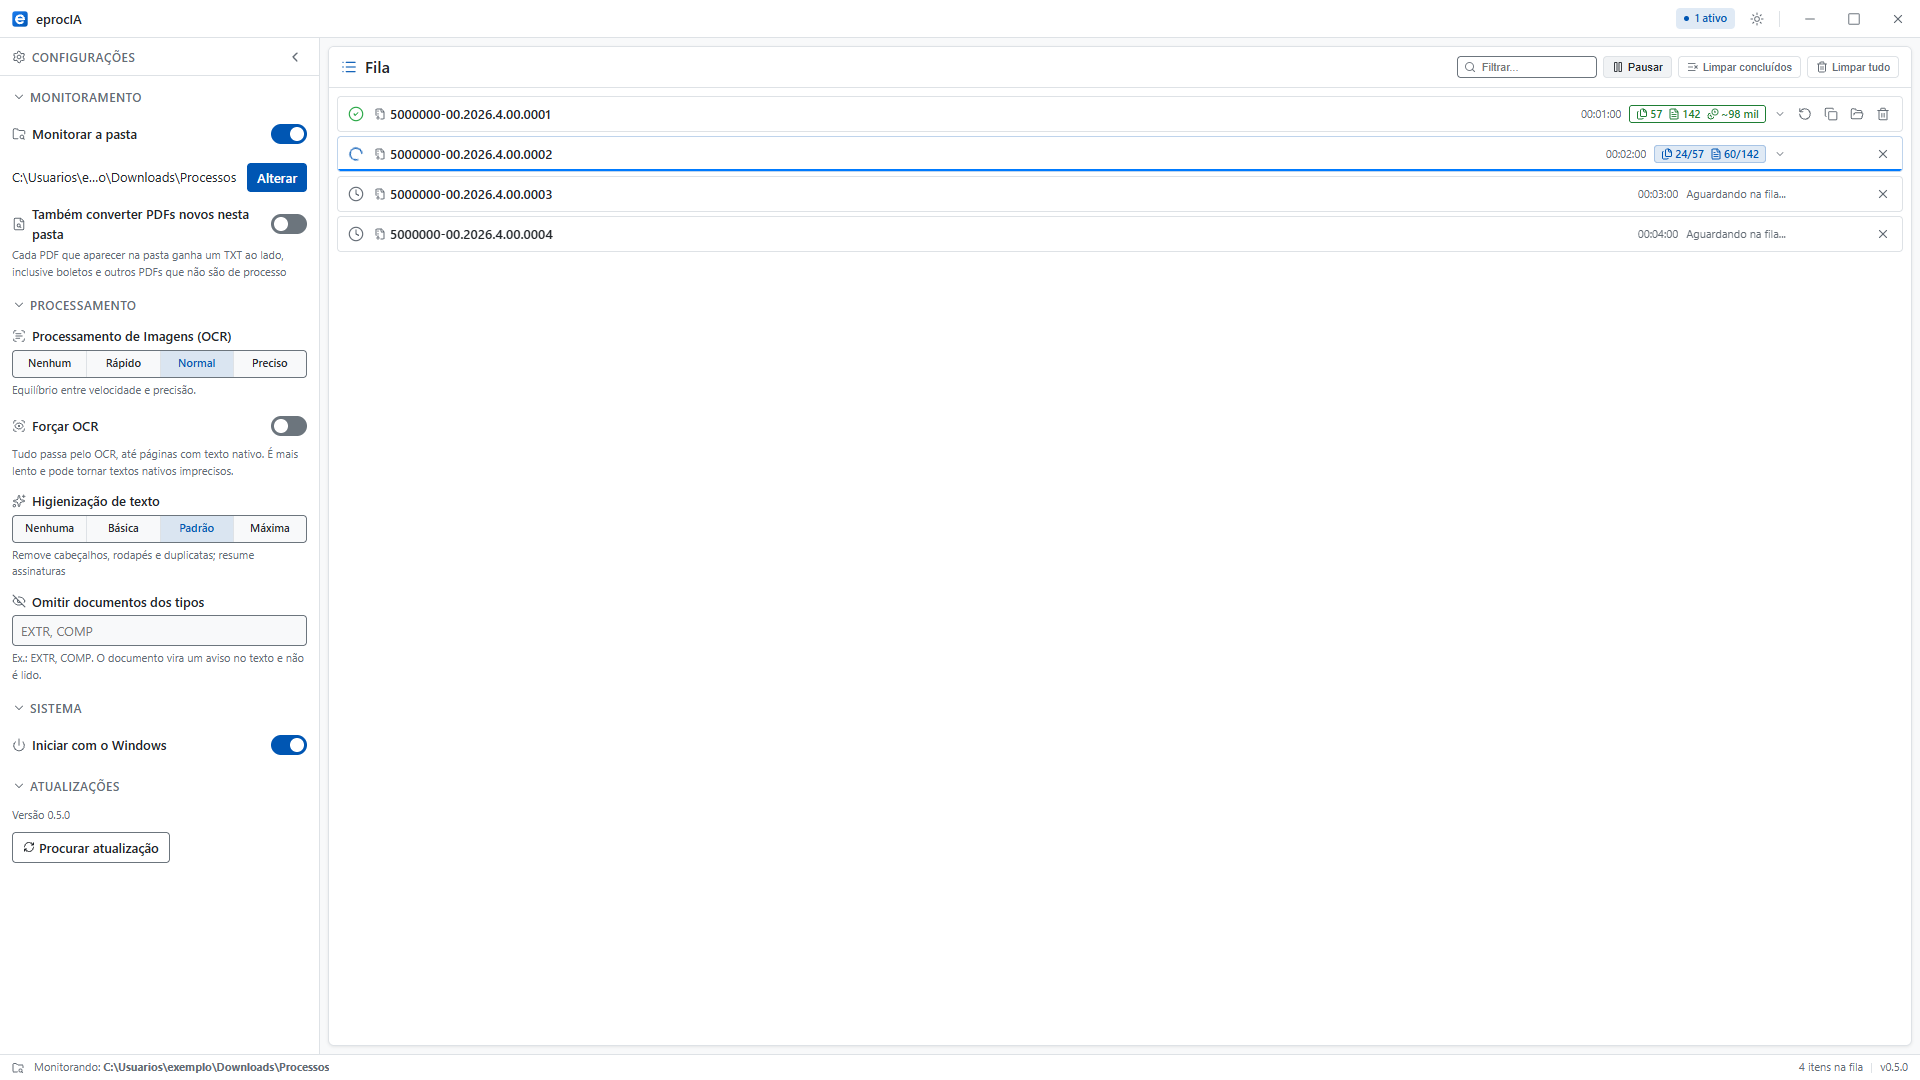 eprocIA
1 ativo
CONFIGURAÇÕES
MONITORAMENTO
Monitorar a pasta
C:\Usuarios\e...o\Downloads\Processos
Alterar
Também converter PDFs novos nesta
pasta
Cada PDF que aparecer na pasta ganha um TXT ao lado,
inclusive boletos e outros PDFs que não são de processo
PROCESSAMENTO
Processamento de Imagens (OCR)
Nenhum Rápido Normal Preciso
Equilíbrio entre velocidade e precisão.
Forçar OCR
Tudo passa pelo OCR, até páginas com texto nativo. É mais
lento e pode tornar textos nativos imprecisos.
Higienização de texto
Nenhuma Básica Padrão Máxima
Remove cabeçalhos, rodapés e duplicatas; resume
assinaturas
Omitir documentos dos tipos
EXTR, COMP
Ex.: EXTR, COMP. O documento vira um aviso no texto e não
é lido.
SISTEMA
Iniciar com o Windows
ATUALIZAÇÕES
Versão 0.5.0
Procurar atualização
Fila
Filtrar...
Pausar
Limpar concluídos
Limpar tudo
5000000-00.2026.4.00.0001 00:01:00 57 142 ~98 mil
5000000-00.2026.4.00.0002 00:02:00 24/57 60/142
5000000-00.2026.4.00.0003 00:03:00 Aguardando na fila...
5000000-00.2026.4.00.0004 00:04:00 Aguardando na fila...
Monitorando: C:\Usuarios\exemplo\Downloads\Processos
4 itens na fila v0.5.0